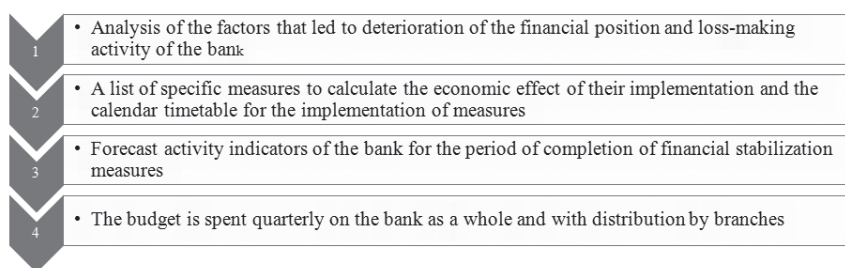 1
• Analysis of the factors that led to deterioration of the financial position and loss-making
activity of the bank
2
• A list of specific measures to calculate the economic effect of their implementation and the
calendar timetable for the implementation of measures
3
• Forecast activity indicators of the bank for the period of completion of financial stabilization
measures
4
• The budget is spent quarterly on the bank as a whole and with distribution by branches